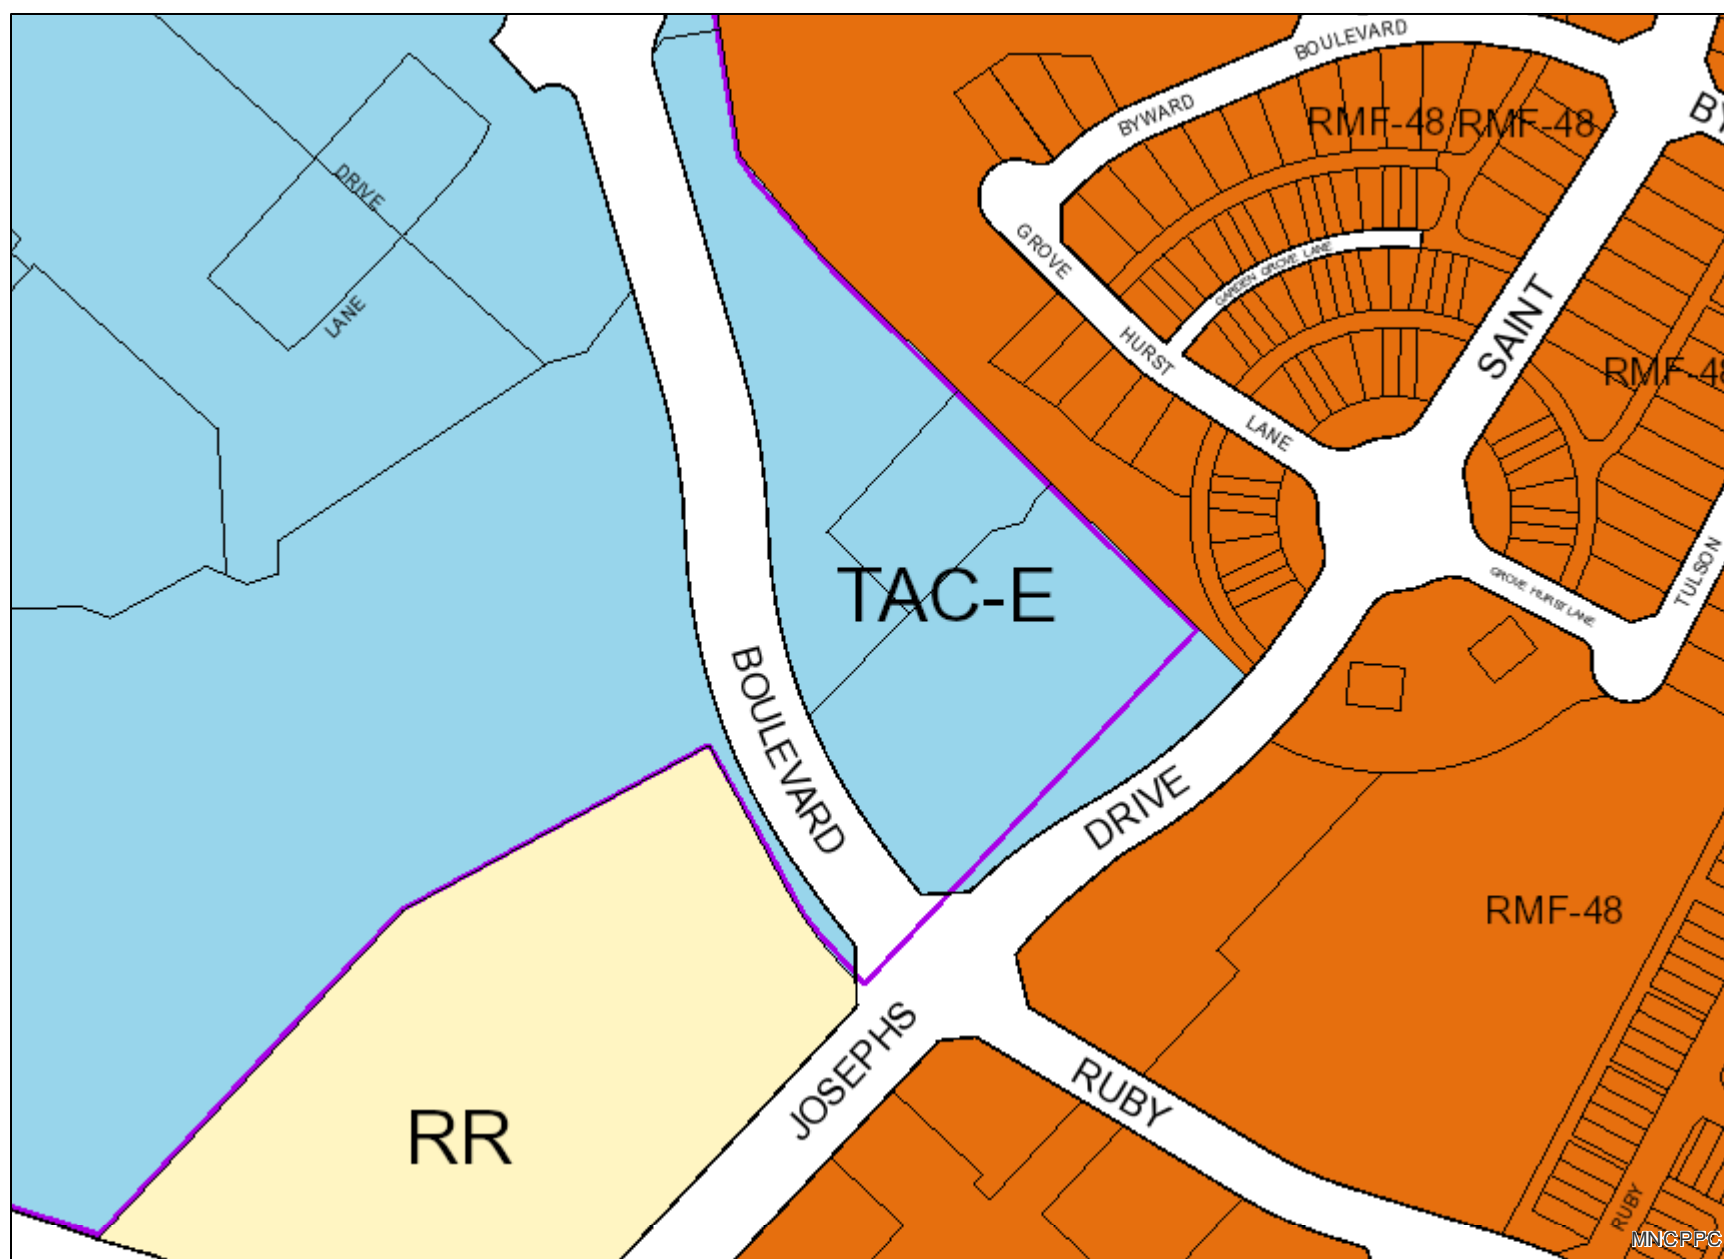 BOULEVARD
BYWARD
RMF-48
RMF-48
DRIVE
LANE
GROVE
HURST
LANE
GARDEN GROVE LANE
SAINT
RMF-48
TAC-E
TULSON
GROVE HURST LANE
BOULEVARD
DRIVE
RMF-48
JOSEPHS
RUBY
RR
RUBY
MNCPPC